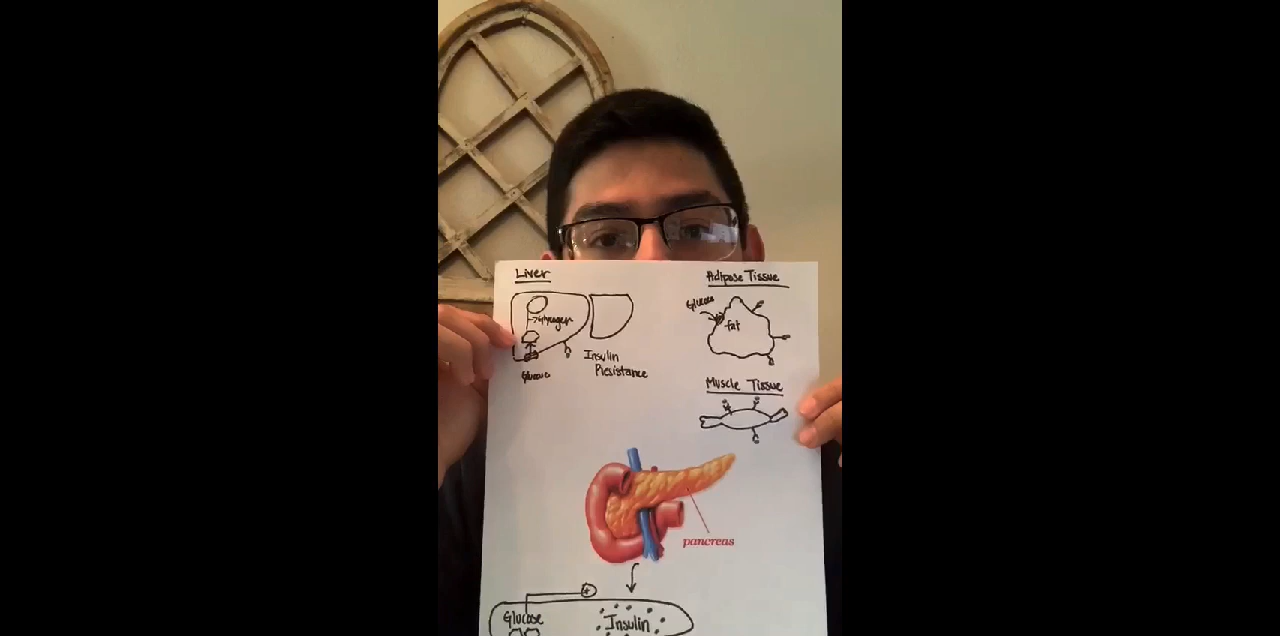 Liver
Adipose Tissue
Glucose
fat
Glycogen
Glucose
Insulin
Resistance
Muscle Tissue
pancreas
+
Glucose
Insulin